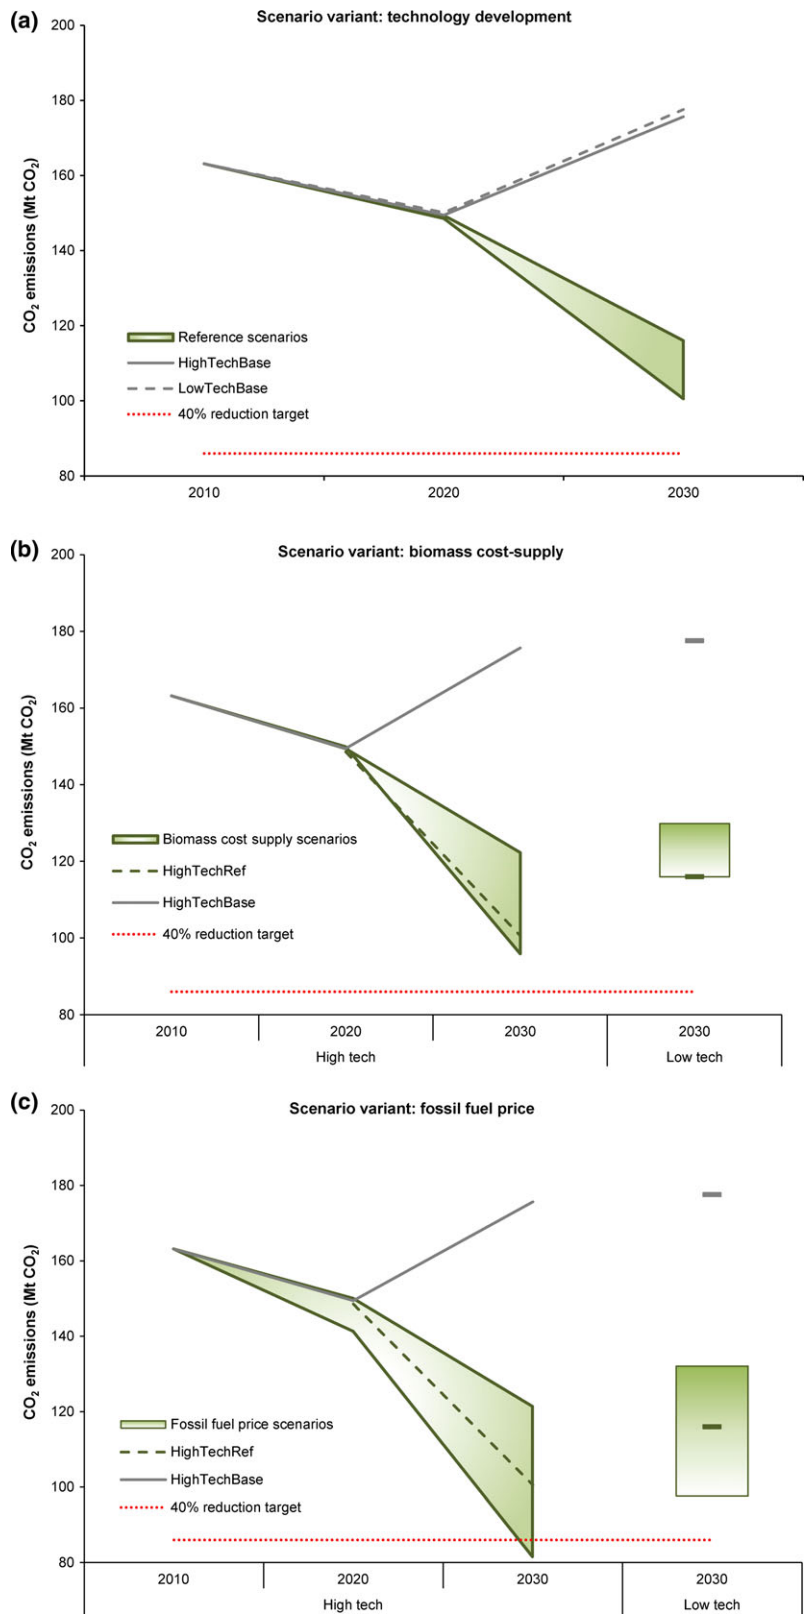 (a)
Scenario variant: technology development
200
180
160
140
120
100
80
CO₂ emissions (Mt CO₂)
Reference scenarios
HighTechBase
LowTechBase
40% reduction target
2010 2020 2030
(b)
Scenario variant: biomass cost-supply
200
180
160
140
120
100
80
CO₂ emissions (Mt CO₂)
Biomass cost supply scenarios
HighTechRef
HighTechBase
40% reduction target
2010 2020 2030 2030
High tech Low tech
(c)
Scenario variant: fossil fuel price
200
180
160
140
120
100
80
CO₂ emissions (Mt CO₂)
Fossil fuel price scenarios
HighTechRef
HighTechBase
40% reduction target
2010 2020 2030 2030
High tech Low tech